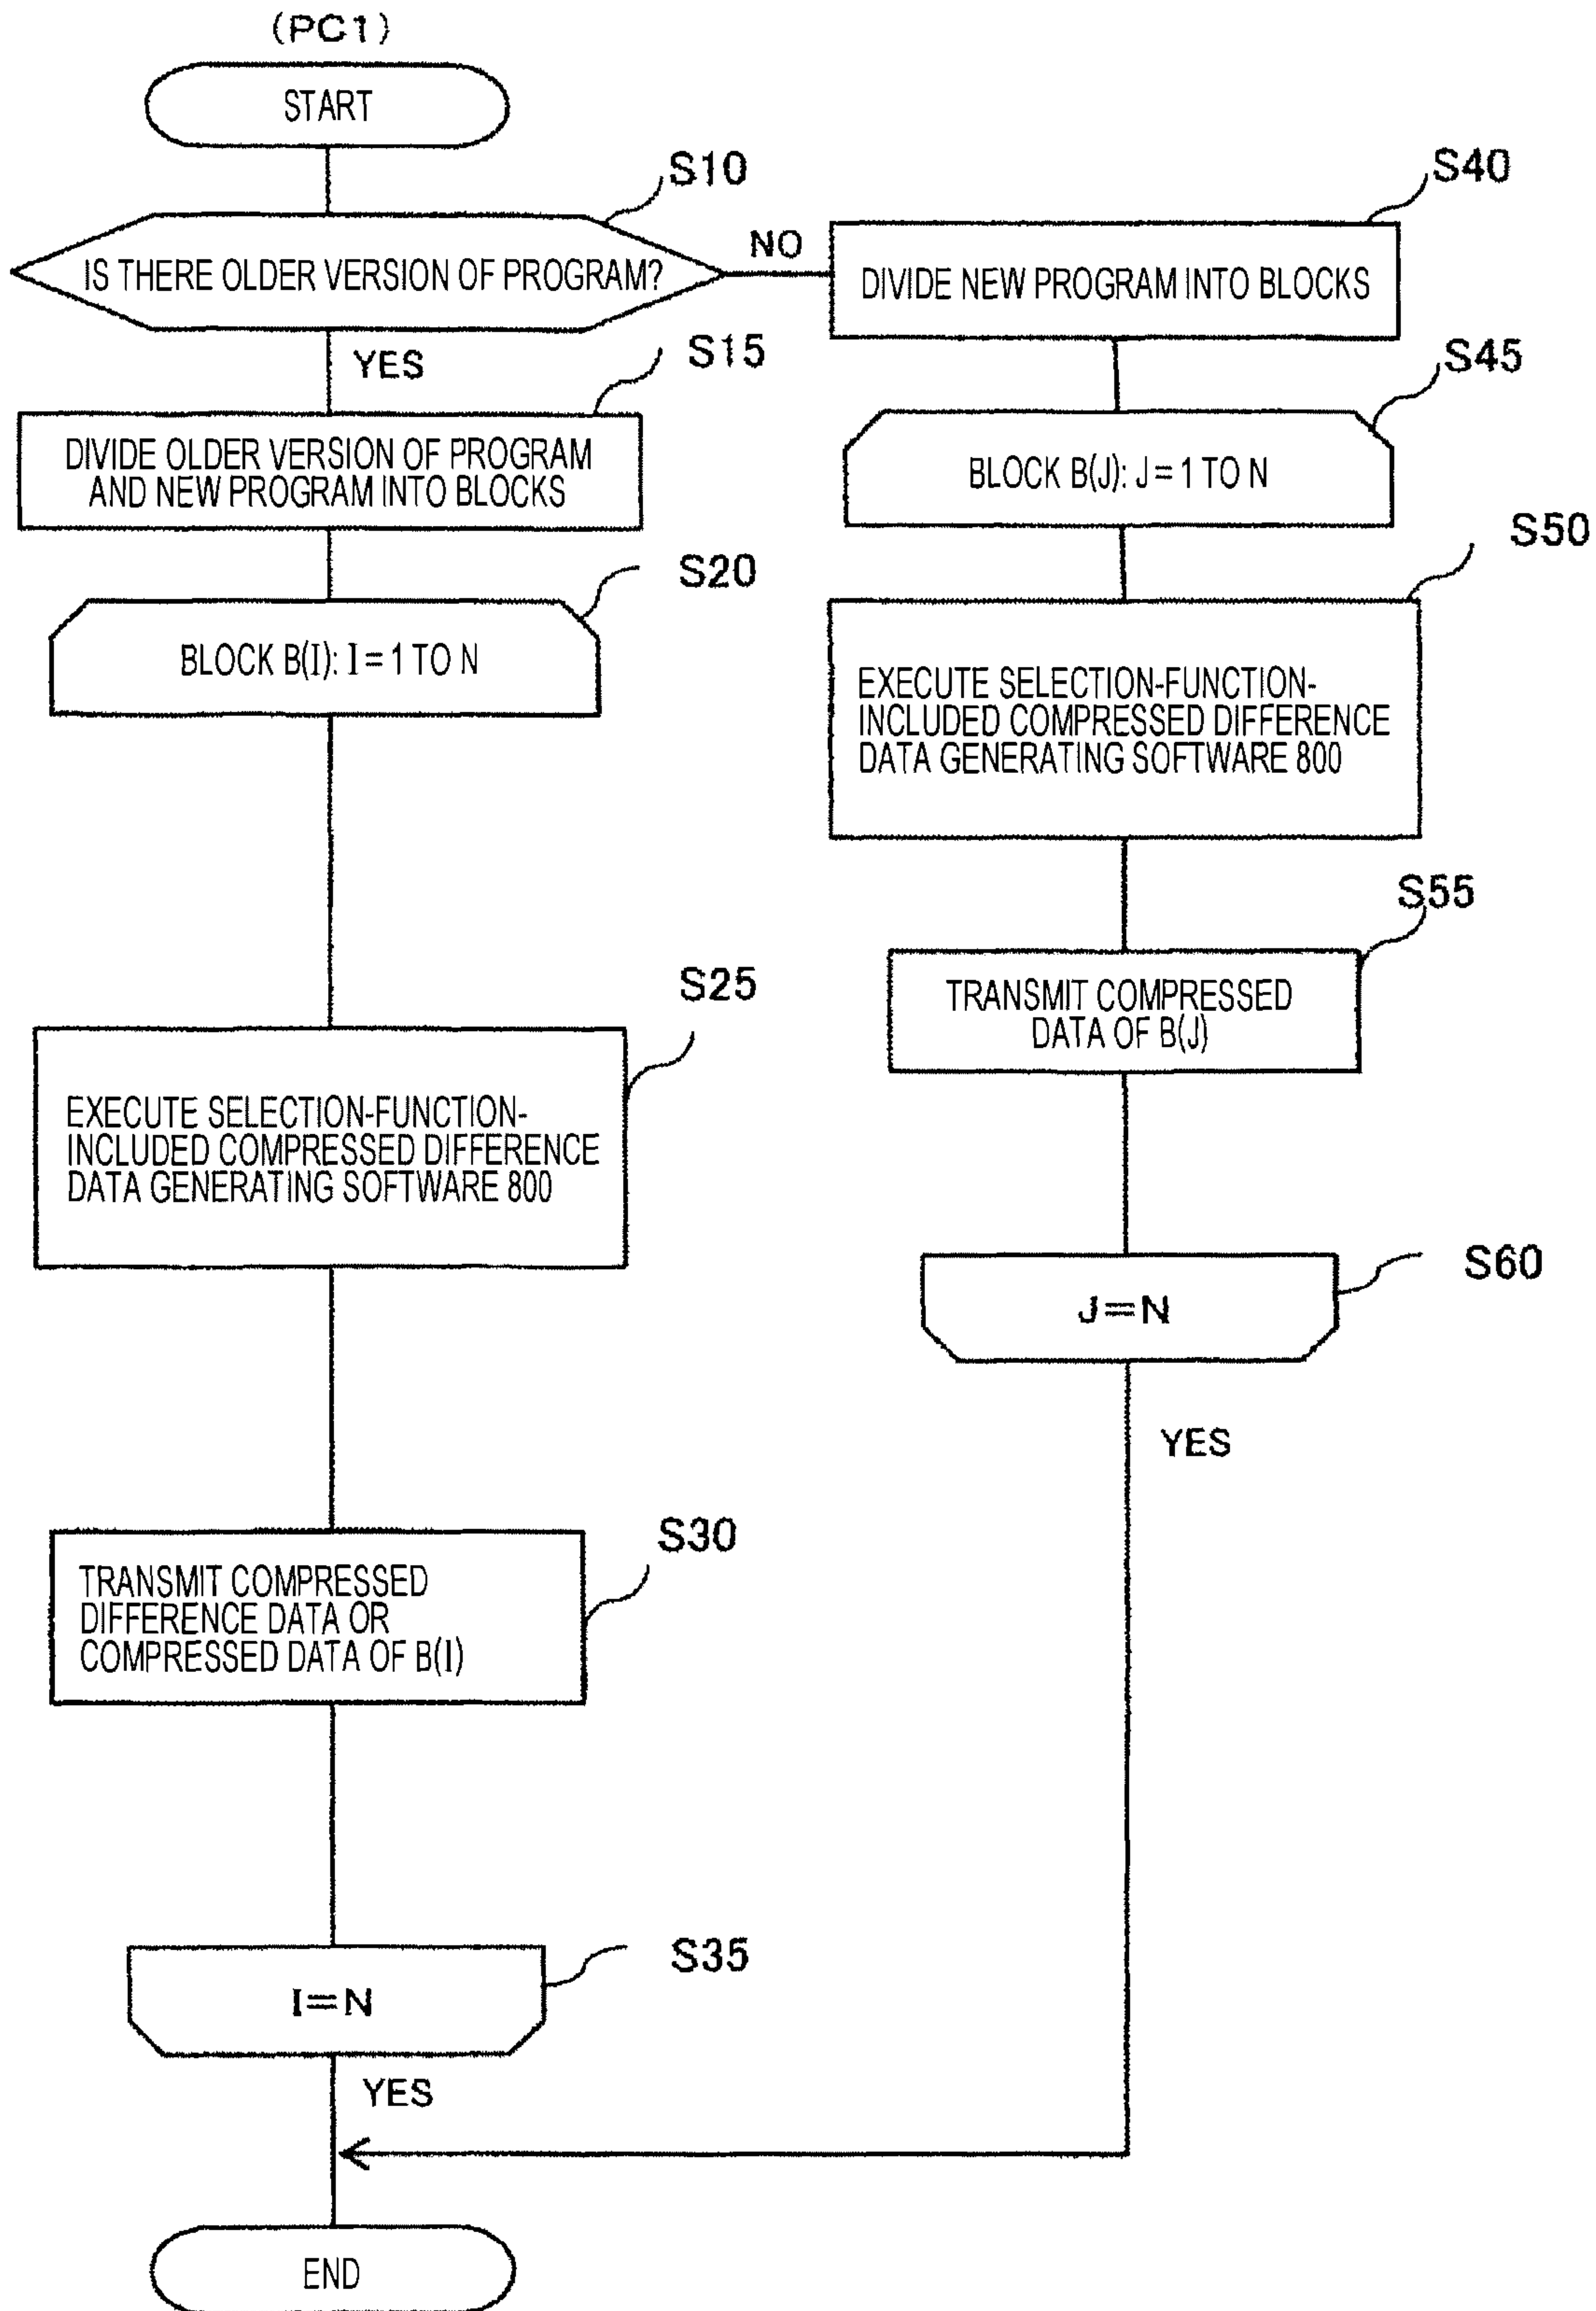 (PC1)
START
S10
IS THERE OLDER VERSION OF PROGRAM?
NO
YES
S15
DIVIDE OLDER VERSION OF PROGRAM
AND NEW PROGRAM INTO BLOCKS
S20
BLOCK B(I): I = 1 TO N
S25
EXECUTE SELECTION-FUNCTION-
INCLUDED COMPRESSED DIFFERENCE
DATA GENERATING SOFTWARE 800
S30
TRANSMIT COMPRESSED
DIFFERENCE DATA OR
COMPRESSED DATA OF B(I)
S35
I=N
YES
S40
DIVIDE NEW PROGRAM INTO BLOCKS
S45
BLOCK B(J): J = 1 TO N
S50
EXECUTE SELECTION-FUNCTION-
INCLUDED COMPRESSED DIFFERENCE
DATA GENERATING SOFTWARE 800
S55
TRANSMIT COMPRESSED
DATA OF B(J)
S60
J=N
YES
END